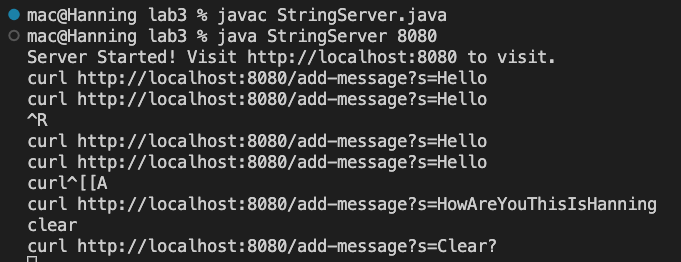 mac@Hanning lab3 % javac StringServer.java
mac@Hanning lab3 % java StringServer 8080
Server Started! Visit http://localhost:8080 to visit.
curl http://localhost:8080/add-message?s=Hello
curl http://localhost:8080/add-message?s=Hello
^R
curl http://localhost:8080/add-message?s=Hello
curl http://localhost:8080/add-message?s=Hello
curl^[[A
curl http://localhost:8080/add-message?s=HowAreYouThisIsHanning
clear
curl http://localhost:8080/add-message?s=Clear?